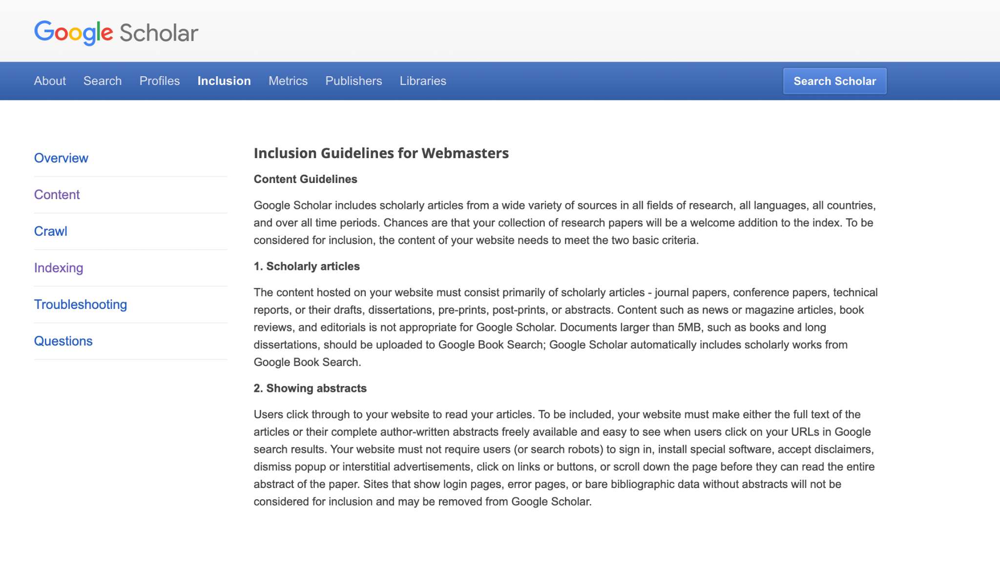 Google Scholar
About Search Profiles Inclusion Metrics Publishers Libraries Search Scholar
Overview
Content
Crawl
Indexing
Troubleshooting
Questions
Inclusion Guidelines for Webmasters
Content Guidelines
Google Scholar includes scholarly articles from a wide variety of sources in all fields of research, all languages, all countries,
and over all time periods. Chances are that your collection of research papers will be a welcome addition to the index. To be
considered for inclusion, the content of your website needs to meet the two basic criteria.
1. Scholarly articles
The content hosted on your website must consist primarily of scholarly articles - journal papers, conference papers, technical
reports, or their drafts, dissertations, pre-prints, post-prints, or abstracts. Content such as news or magazine articles, book
reviews, and editorials is not appropriate for Google Scholar. Documents larger than 5MB, such as books and long
dissertations, should be uploaded to Google Book Search; Google Scholar automatically includes scholarly works from
Google Book Search.
2. Showing abstracts
Users click through to your website to read your articles. To be included, your website must make either the full text of the
articles or their complete author-written abstracts freely available and easy to see when users click on your URLs in Google
search results. Your website must not require users (or search robots) to sign in, install special software, accept disclaimers,
dismiss popup or interstitial advertisements, click on links or buttons, or scroll down the page before they can read the entire
abstract of the paper. Sites that show login pages, error pages, or bare bibliographic data without abstracts will not be
considered for inclusion and may be removed from Google Scholar.